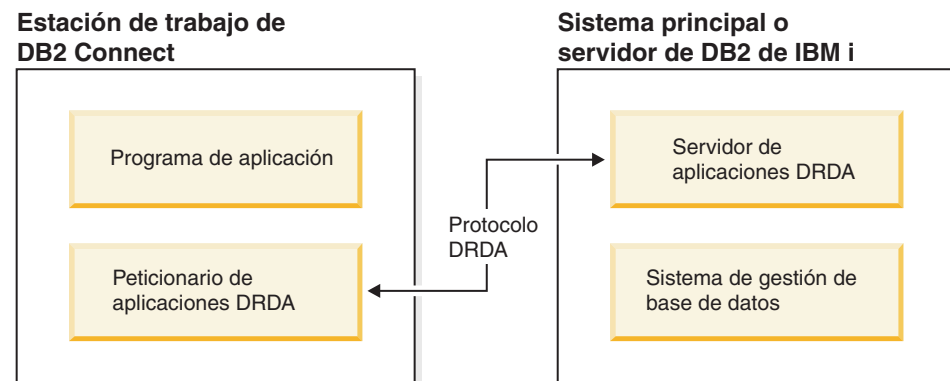 Estación de trabajo de
DB2 Connect
Sistema principal o
servidor de DB2 de IBM i
Programa de aplicación
Servidor de
aplicaciones DRDA
Protocolo
DRDA
Peticionario de
aplicaciones DRDA
Sistema de gestión de
base de datos